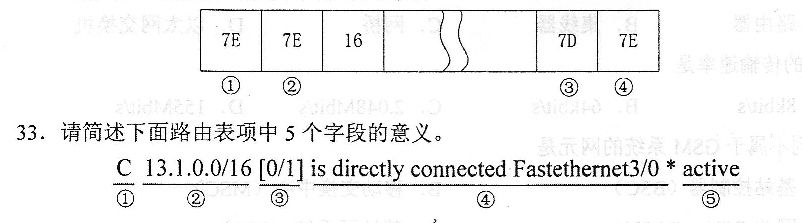 7E 7E 16 7D 7E
① ② ③ ④
33．请简述下面路由表项中 5 个字段的意义。
C 13.1.0.0/16 [0/1] is directly connected Fastethernet3/0 * active
① ② ③ ④ ⑤